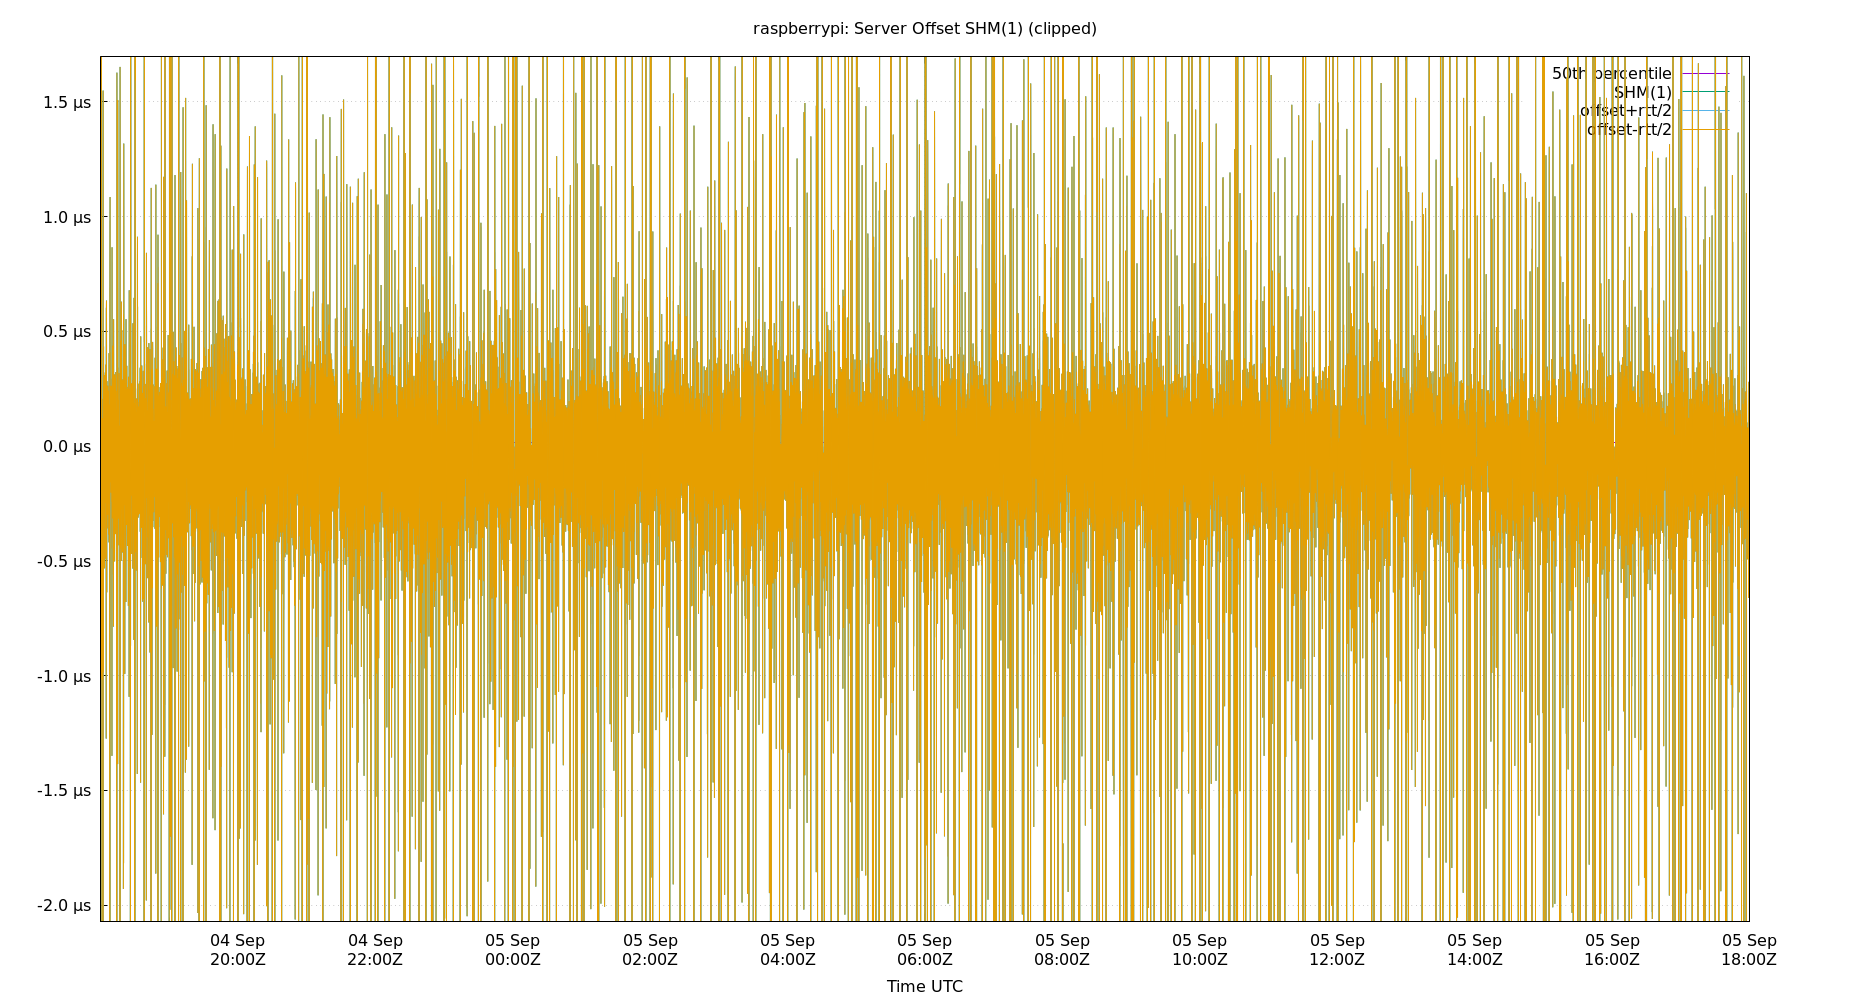 raspberrypi: Server Offset SHM(1) (clipped)
50th percentile
SHM(1)
offset+rtt/2
offset-rtt/2
1.5 µs
1.0 µs
0.5 µs
0.0 µs
-0.5 µs
-1.0 µs
-1.5 µs
-2.0 µs
04 Sep 04 Sep 05 Sep 05 Sep 05 Sep 05 Sep 05 Sep 05 Sep 05 Sep 05 Sep 05 Sep 05 Sep
20:00Z 22:00Z 00:00Z 02:00Z 04:00Z 06:00Z 08:00Z 10:00Z 12:00Z 14:00Z 16:00Z 18:00Z
Time UTC